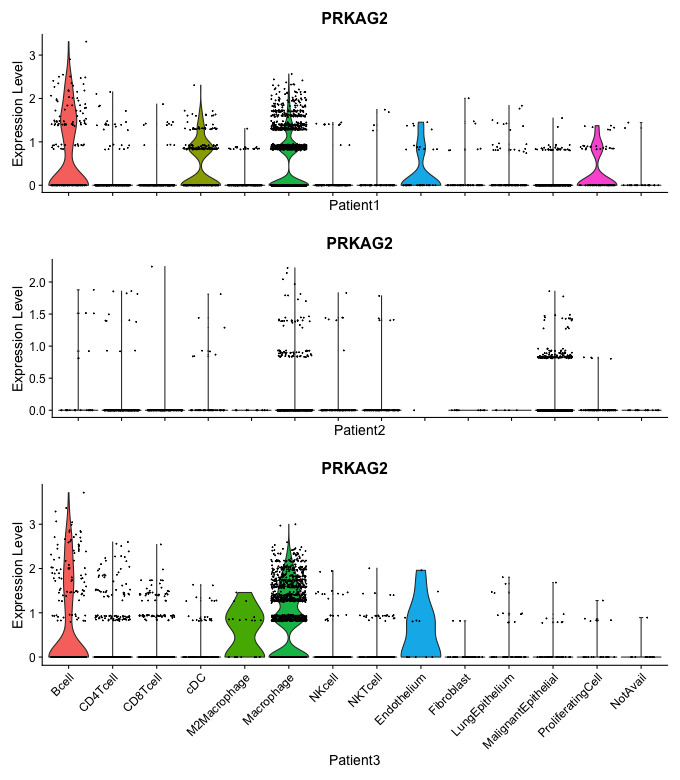 PRKAG2
Expression Level
3
2
1
0
Patient1
PRKAG2
Expression Level
2.0
1.5
1.0
0.5
0.0
Patient2
PRKAG2
Expression Level
3
2
1
0
Bcell
CD4Tcell
CD8Tcell
cDC
M2Macrophage
Macrophage
NKcell
NKTcell
Endothelium
Fibroblast
LungEpithelium
MalignantEpithelial
ProliferatingCell
NotAvail
Patient3